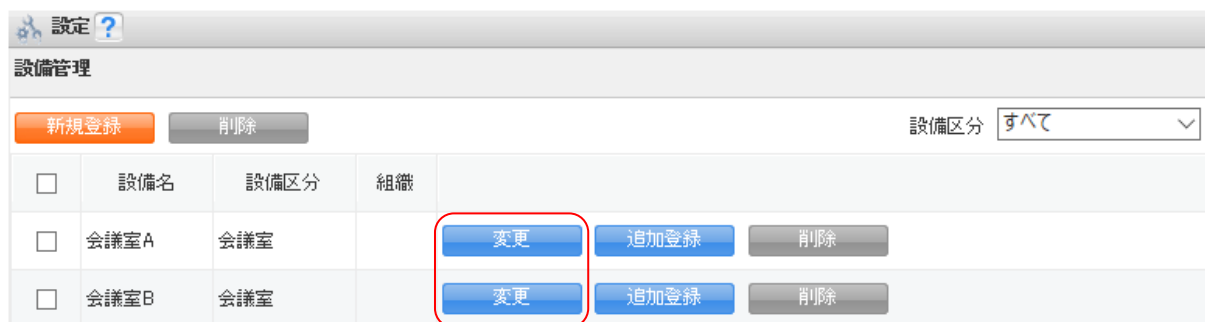 設定 ?
設備管理
新規登録 削除 設備区分 すべて
設備名 設備区分 組織
会議室A 会議室 変更 追加登録 削除
会議室B 会議室 変更 追加登録 削除